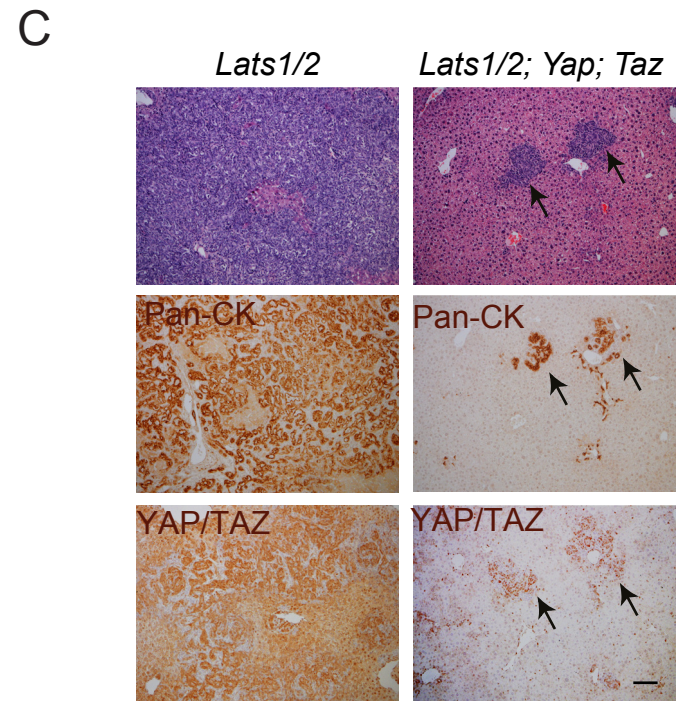 C
Lats1/2 Lats1/2; Yap; Taz
Pan-CK Pan-CK
YAP/TAZ YAP/TAZ